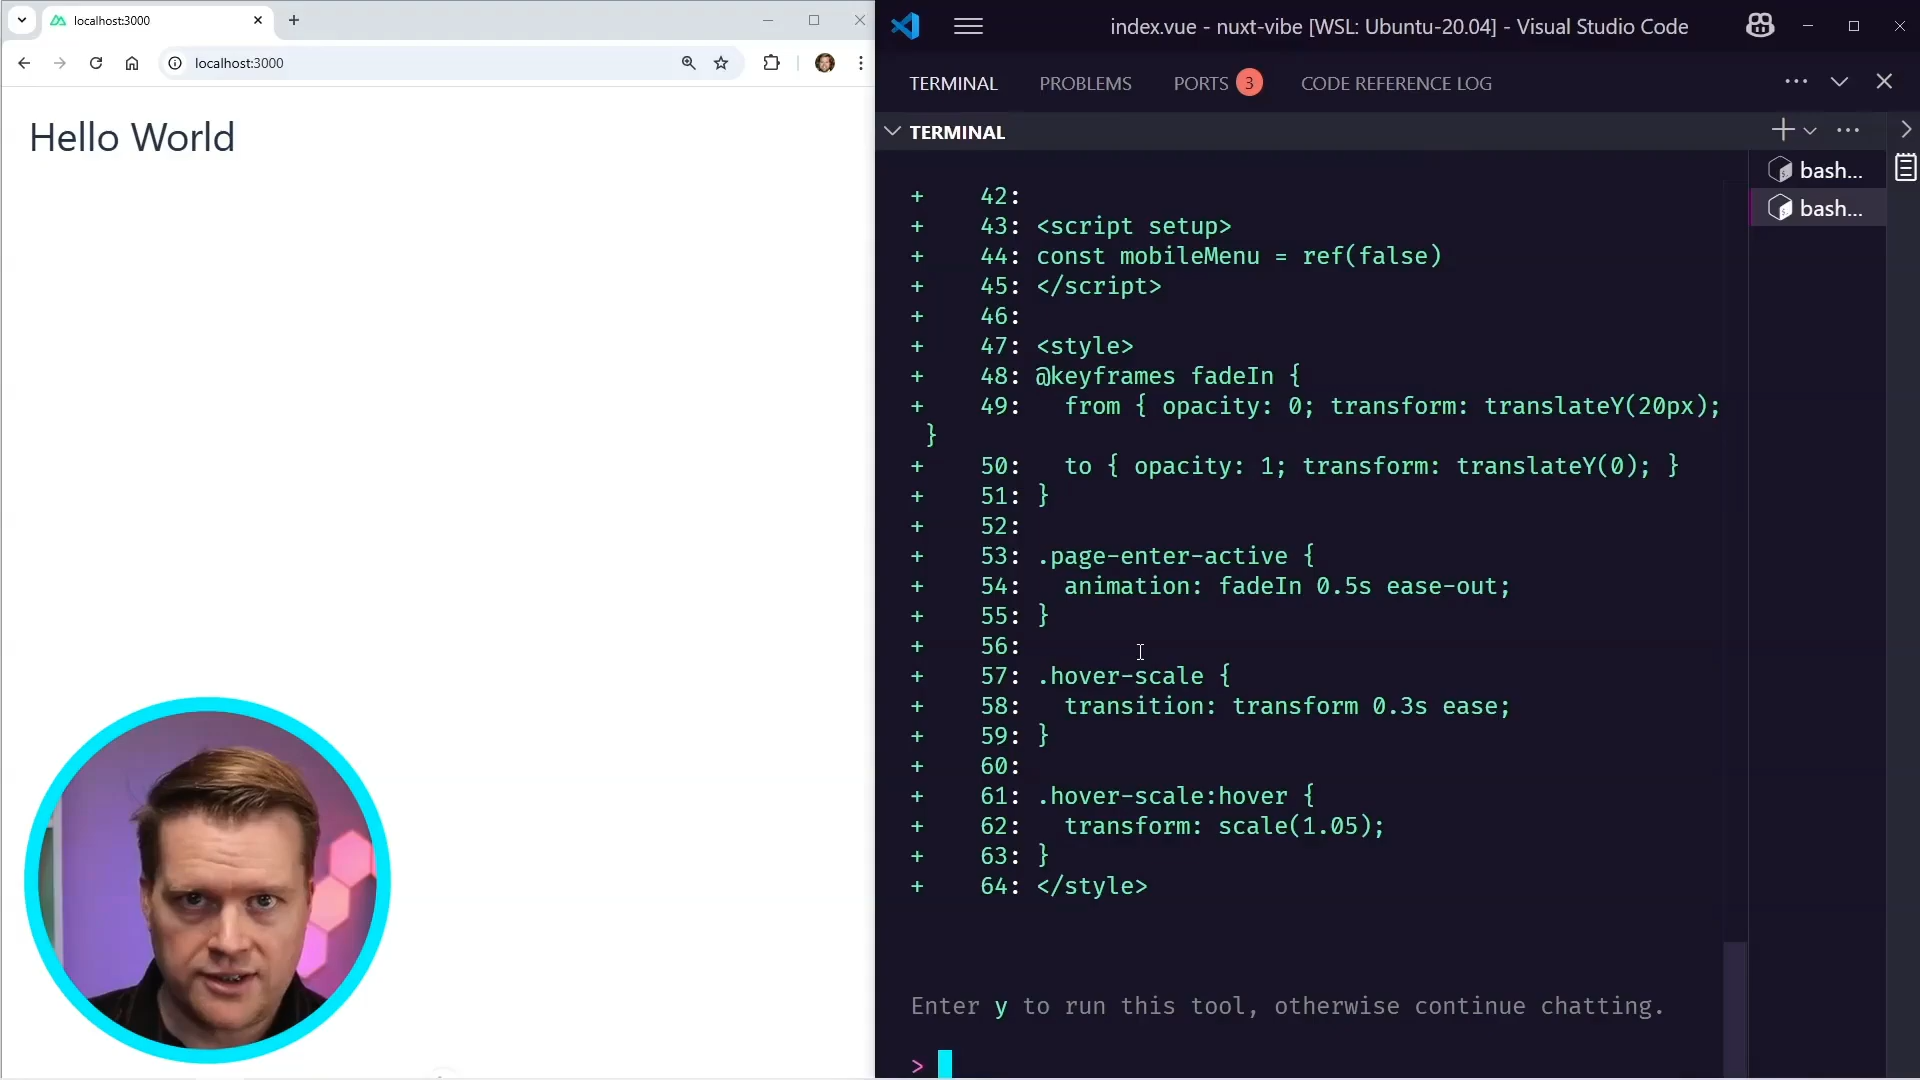 localhost:3000
localhost:3000
Hello World
index.vue - nuxt-vibe [WSL: Ubuntu-20.04] - Visual Studio Code
TERMINAL PROBLEMS PORTS 3 CODE REFERENCE LOG
TERMINAL
bash...
bash...
+ 42:
+ 43: <script setup>
+ 44: const mobileMenu = ref(false)
+ 45: </script>
+ 46:
+ 47: <style>
+ 48: @keyframes fadeIn {
+ 49:   from { opacity: 0; transform: translateY(20px);
}
+ 50:   to { opacity: 1; transform: translateY(0); }
+ 51: }
+ 52:
+ 53: .page-enter-active {
+ 54:   animation: fadeIn 0.5s ease-out;
+ 55: }
+ 56:
+ 57: .hover-scale {
+ 58:   transition: transform 0.3s ease;
+ 59: }
+ 60:
+ 61: .hover-scale:hover {
+ 62:   transform: scale(1.05);
+ 63: }
+ 64: </style>
Enter y to run this tool, otherwise continue chatting.
>